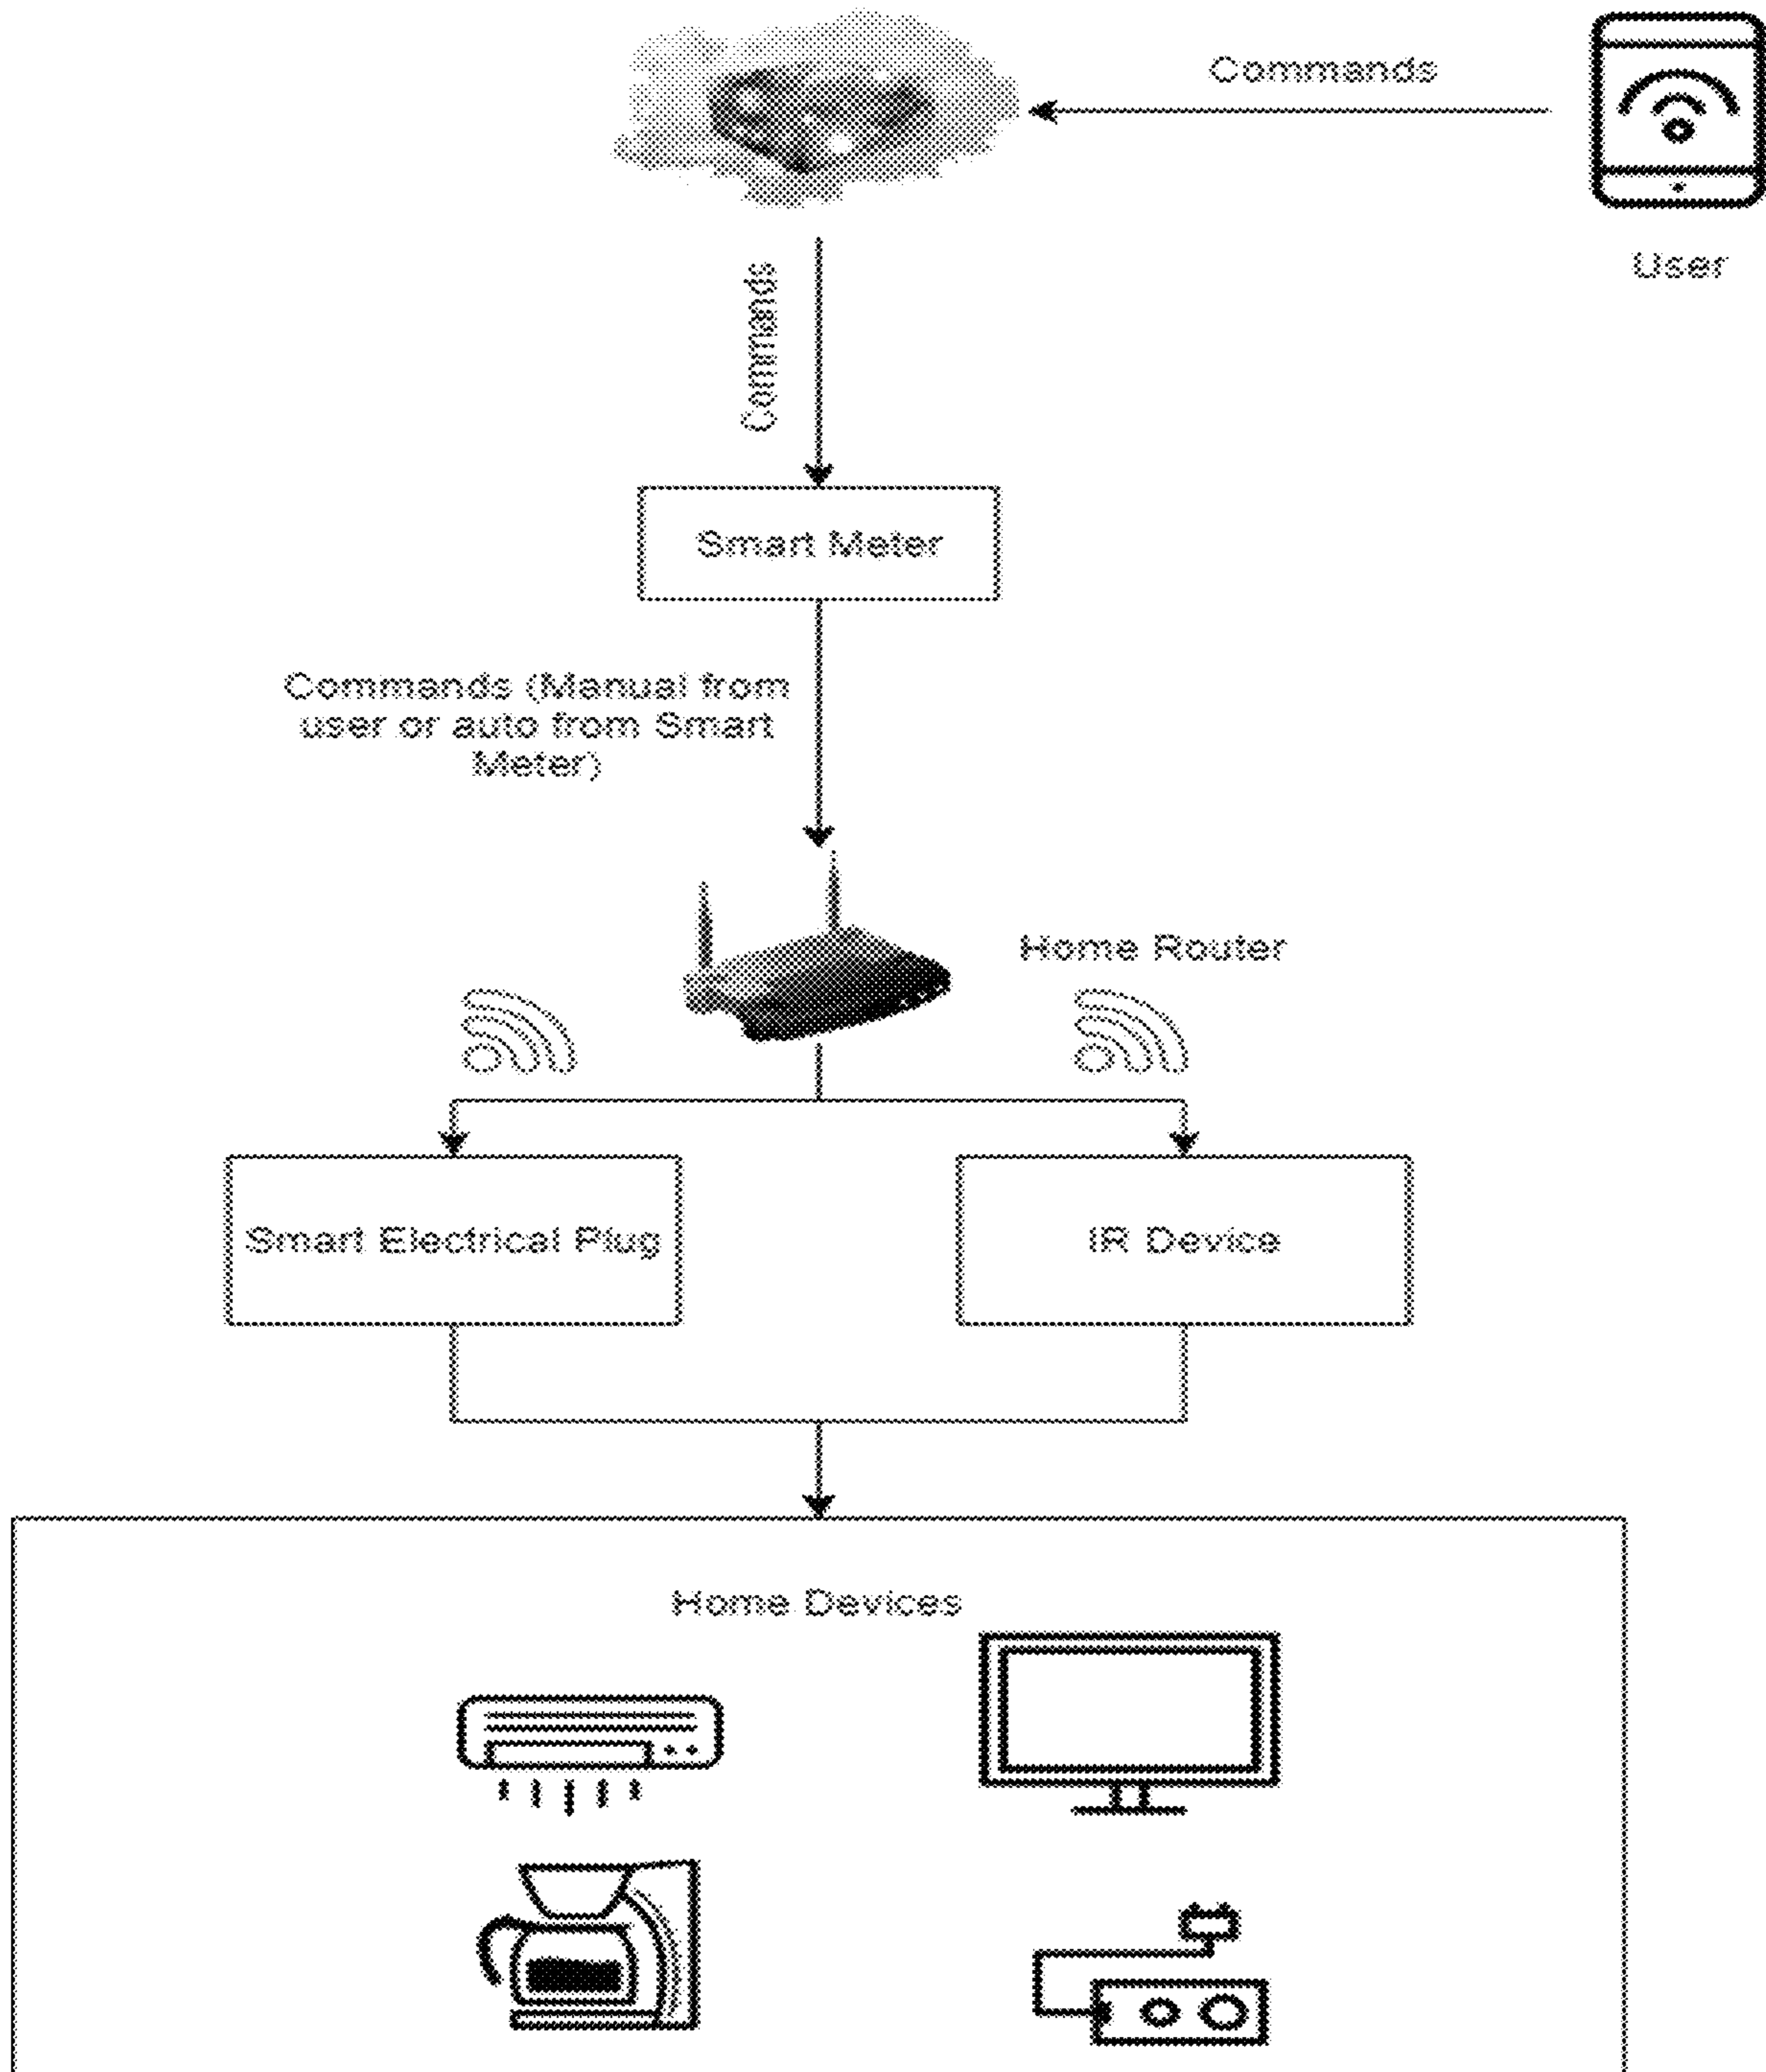 Commands
User
Commands
Smart Meter
Commands (Manual from
user or auto from Smart
Meter)
Home Router
Smart Electrical Plug
IR Device
Home Devices